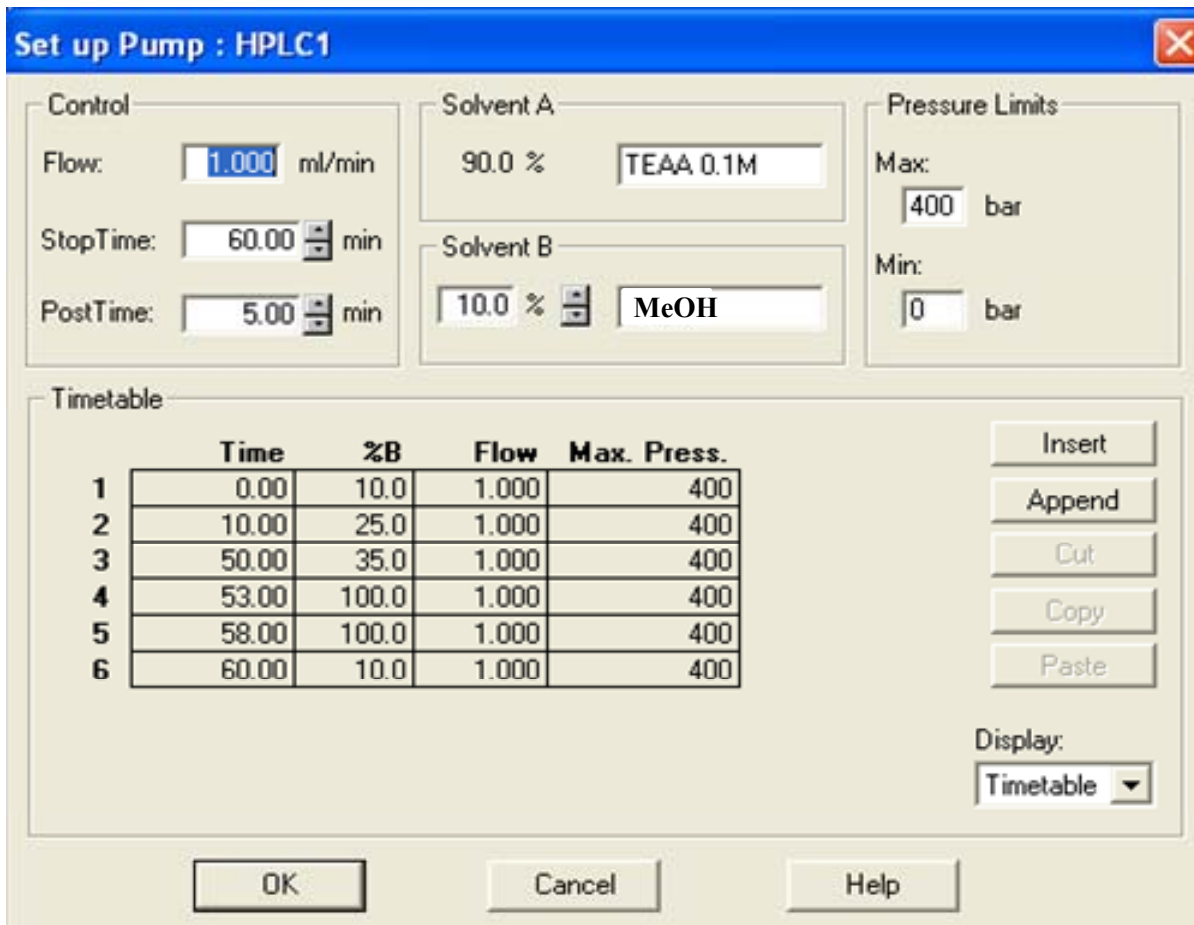 Set up Pump : HPLC1
Control
Flow: 1.000 ml/min
StopTime: 60.00 min
PostTime: 5.00 min
Solvent A
90.0 % TEAA 0.1M
Solvent B
10.0 % MeOH
Pressure Limits
Max:
400 bar
Min:
0 bar
Timetable
Time %B Flow Max. Press.
1 0.00 10.0 1.000 400
2 10.00 25.0 1.000 400
3 50.00 35.0 1.000 400
4 53.00 100.0 1.000 400
5 58.00 100.0 1.000 400
6 60.00 10.0 1.000 400
Insert
Append
Cut
Copy
Paste
Display:
Timetable
OK Cancel Help